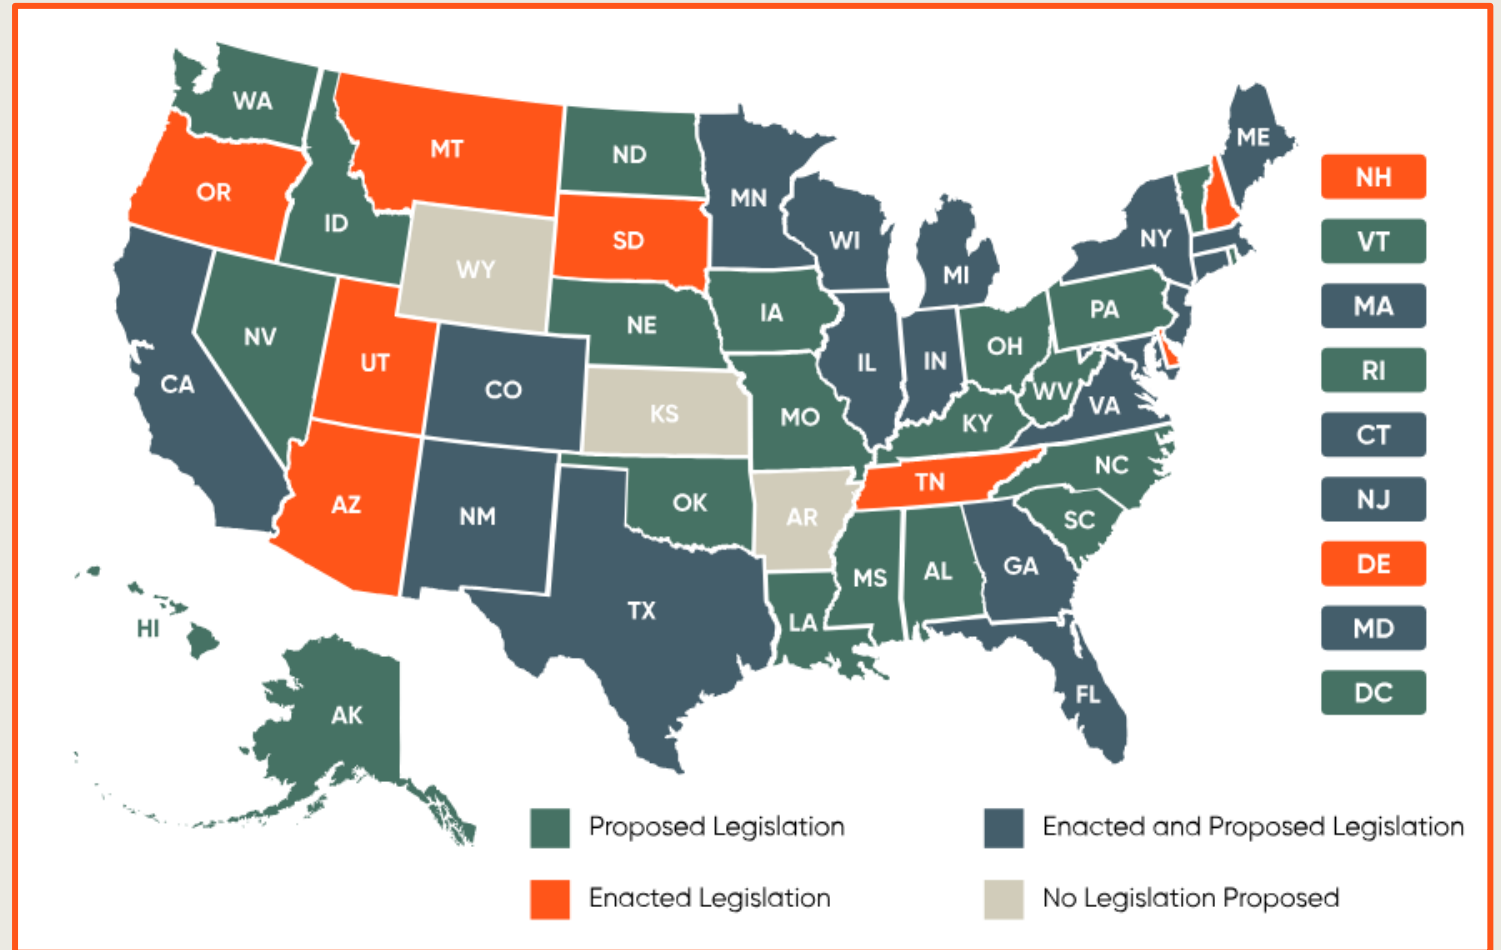 WA
MT
ND
MN
ME
OR
ID
SD
WI
NY
MI
WY
NV
NE
IA
PA
UT
CO
IL
IN
OH
CA
KS
MO
WV
VA
KY
AZ
NM
OK
AR
TN
NC
SC
MS
AL
GA
TX
LA
HI
AK
FL
NH
VT
MA
RI
CT
NJ
DE
MD
DC
Proposed Legislation
Enacted and Proposed Legislation
Enacted Legislation
No Legislation Proposed